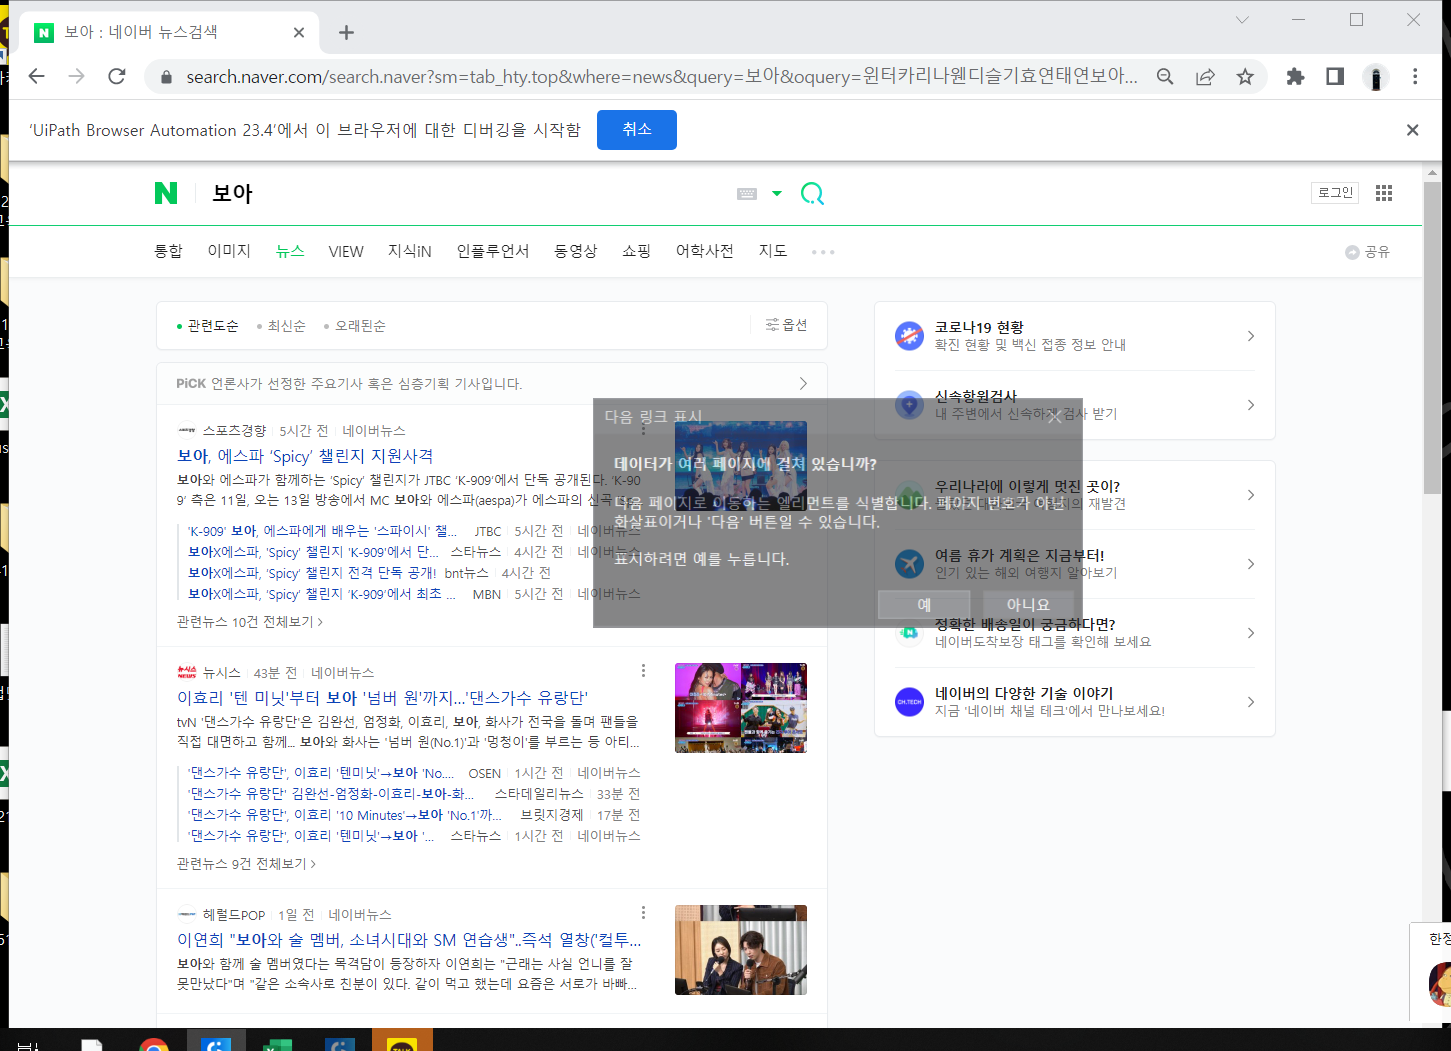 보아 : 네이버 뉴스검색
search.naver.com/search.naver?sm=tab_hty.top&where=news&query=보아&oquery=윈터카리나웬디슬기효연태연보아...
'UiPath Browser Automation 23.4'에서 이 브라우저에 대한 디버깅을 시작함 취소
N 보아
로그인
통합 이미지 뉴스 VIEW 지식iN 인플루언서 동영상 쇼핑 어학사전 지도
공유
관련도순 최신순 오래된순 옵션
PiCK 언론사가 선정한 주요기사 혹은 심층기획 기사입니다.
스포츠경향 5시간 전 네이버뉴스
보아, 에스파 'Spicy' 챌린지 지원사격
보아와 에스파가 함께하는 'Spicy' 챌린지가 JTBC 'K-909'에서 단독 공개된다. 'K-90
9' 측은 11일, 오는 13일 방송에서 MC 보아와 에스파(aespa)가 에스파의 신곡
'K-909' 보아, 에스파에게 배우는 '스파이시' 챌... JTBC 5시간 전 네이버뉴스
보아X에스파, 'Spicy' 챌린지 'K-909'에서 단... 스타뉴스 4시간 전 네이버뉴스
보아X에스파, 'Spicy' 챌린지 전격 단독 공개! bnt뉴스 4시간 전
보아X에스파, 'Spicy' 챌린지 'K-909'에서 최초 ... MBN 5시간 전 네이버뉴스
관련뉴스 10건 전체보기
뉴시스 43분 전 네이버뉴스
이효리 '텐 미닛'부터 보아 '넘버 원'까지…'댄스가수 유랑단'
tvN '댄스가수 유랑단'은 김완선, 엄정화, 이효리, 보아, 화사가 전국을 돌며 팬들을
직접 대면하고 함께... 보아와 화사는 '넘버 원(No.1)'과 '멍청이'를 부르는 등 아티...
'댄스가수 유랑단', 이효리 '텐미닛'→보아 'No.... OSEN 1시간 전 네이버뉴스
'댄스가수 유랑단' 김완선-엄정화-이효리-보아-화... 스타데일리뉴스 33분 전
'댄스가수 유랑단', 이효리 '10 Minutes'→보아 'No.1'까... 브릿지경제 17분 전
'댄스가수 유랑단', 이효리 '텐미닛'→보아 '... 스타뉴스 1시간 전 네이버뉴스
관련뉴스 9건 전체보기
헤럴드POP 1일 전 네이버뉴스
이연희 "보아와 술 멤버, 소녀시대와 SM 연습생"..즉석 열창('컬투...
보아와 함께 술 멤버였다는 목격담이 등장하자 이연희는 "근래는 사실 언니를 잘
못만났다"며 "같은 소속사로 친분이 있다. 같이 먹고 했는데 요즘은 서로가 바빠...
코로나19 현황
확진 현황 및 백신 접종 정보 안내
신속항원검사
내 주변에서 신속하게 검사 받기
우리나라에 이렇게 멋진 곳이?
재발견
여름 휴가 계획은 지금부터!
인기 있는 해외 여행지 알아보기
정확한 배송일이 궁금하다면?
네이버도착보장 태그를 확인해 보세요
CH.TECH
네이버의 다양한 기술 이야기
지금 '네이버 채널 테크'에서 만나보세요!
다음 링크 표시
데이터가 여러 페이지에 걸쳐 있습니까?
다음 페이지로 이동하는 엘리먼트를 식별합니다. 페이지 번호가 아닌
화살표이거나 '다음' 버튼일 수 있습니다.
표시하려면 예를 누릅니다.
예 아니요
한정
TALK